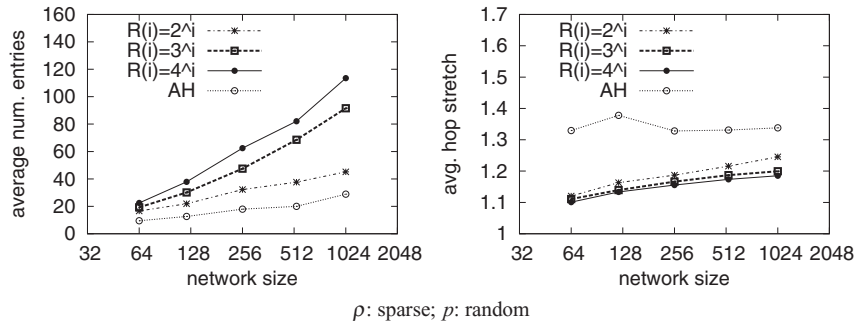 160
140
120
100
80
60
40
20
0
average num. entries
R(i)=2^i
R(i)=3^i
R(i)=4^i
AH
32 64 128 256 512 1024 2048
network size
1.7
1.6
1.5
1.4
1.3
1.2
1.1
1
avg. hop stretch
R(i)=2^i
R(i)=3^i
R(i)=4^i
AH
32 64 128 256 512 1024 2048
network size
ρ: sparse; p: random